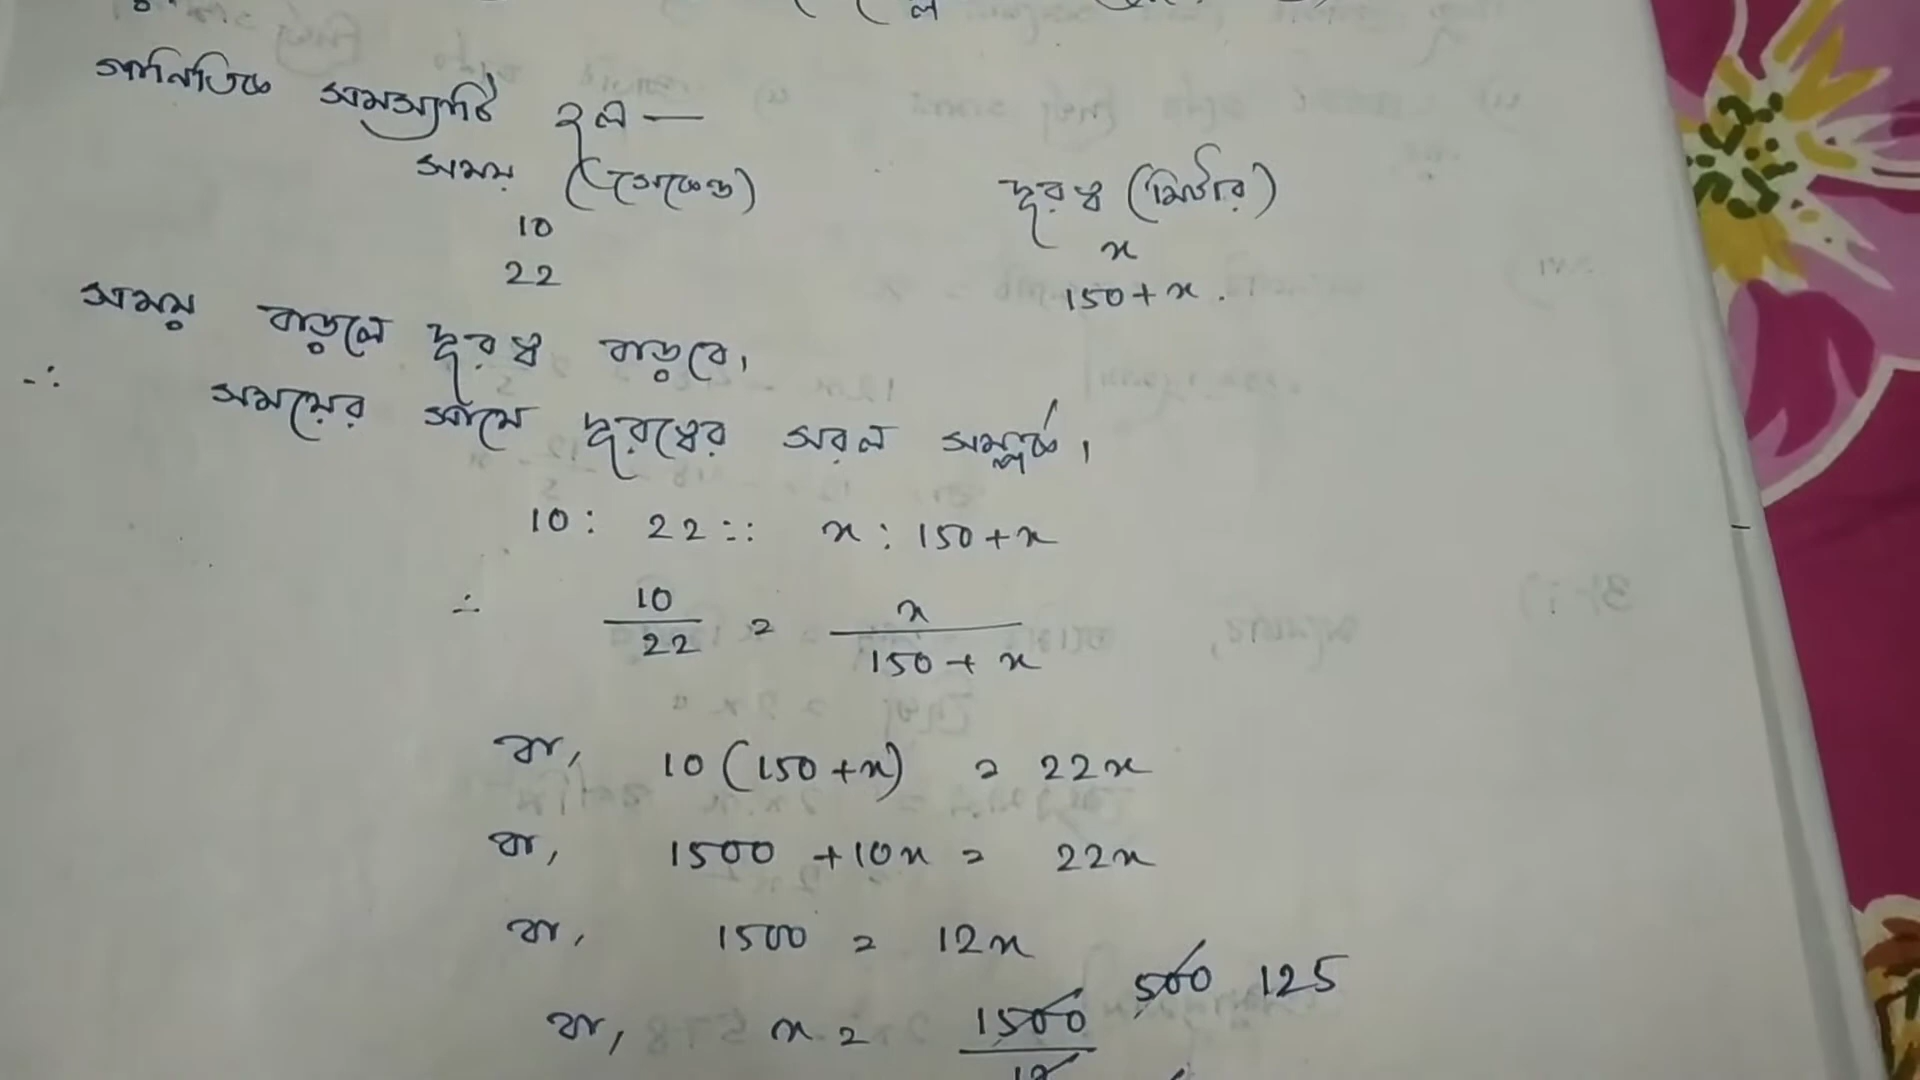 গাণিতিক সমস্যাটি হল —
সময় (সেকেন্ড) দূরত্ব (মিটার)
10 x
22 150+x .
সময় বাড়লে দূরত্ব বাড়বে।
∴ সময়ের সাথে দূরত্বের সরল সম্পর্ক।
10 : 22 :: x : 150+x
∴ 10/22 = x/150+x
বা, 10(150+x) = 22x
বা, 1500 +10x = 22x
বা, 1500 = 12x
বা, x = 1500/12 500 125